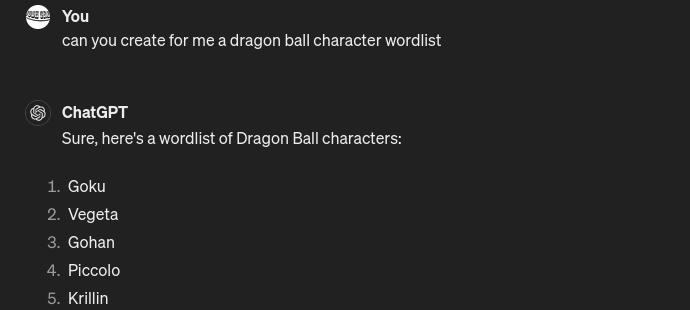 You
can you create for me a dragon ball character wordlist
ChatGPT
Sure, here's a wordlist of Dragon Ball characters:
1. Goku
2. Vegeta
3. Gohan
4. Piccolo
5. Krillin